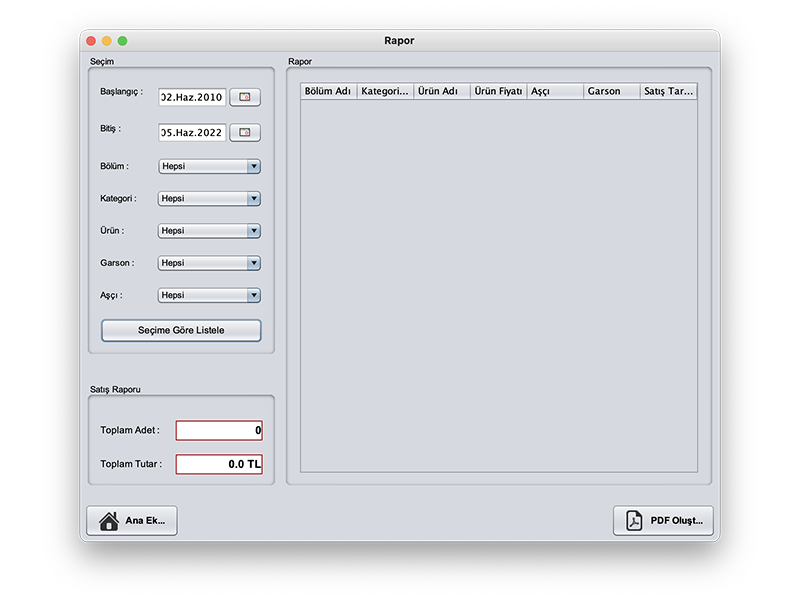 Rapor
Seçim
Başlangıç :
02.Haz.2010
Bitiş :
05.Haz.2022
Bölüm :
Hepsi
Kategori :
Hepsi
Ürün :
Hepsi
Garson :
Hepsi
Aşçı :
Hepsi
Seçime Göre Listele
Satış Raporu
Toplam Adet :
0
Toplam Tutar :
0.0 TL
Ana Ek...
Rapor
Bölüm Adı Kategori... Ürün Adı Ürün Fiyatı Aşçı Garson Satış Tar...
PDF Oluşt...